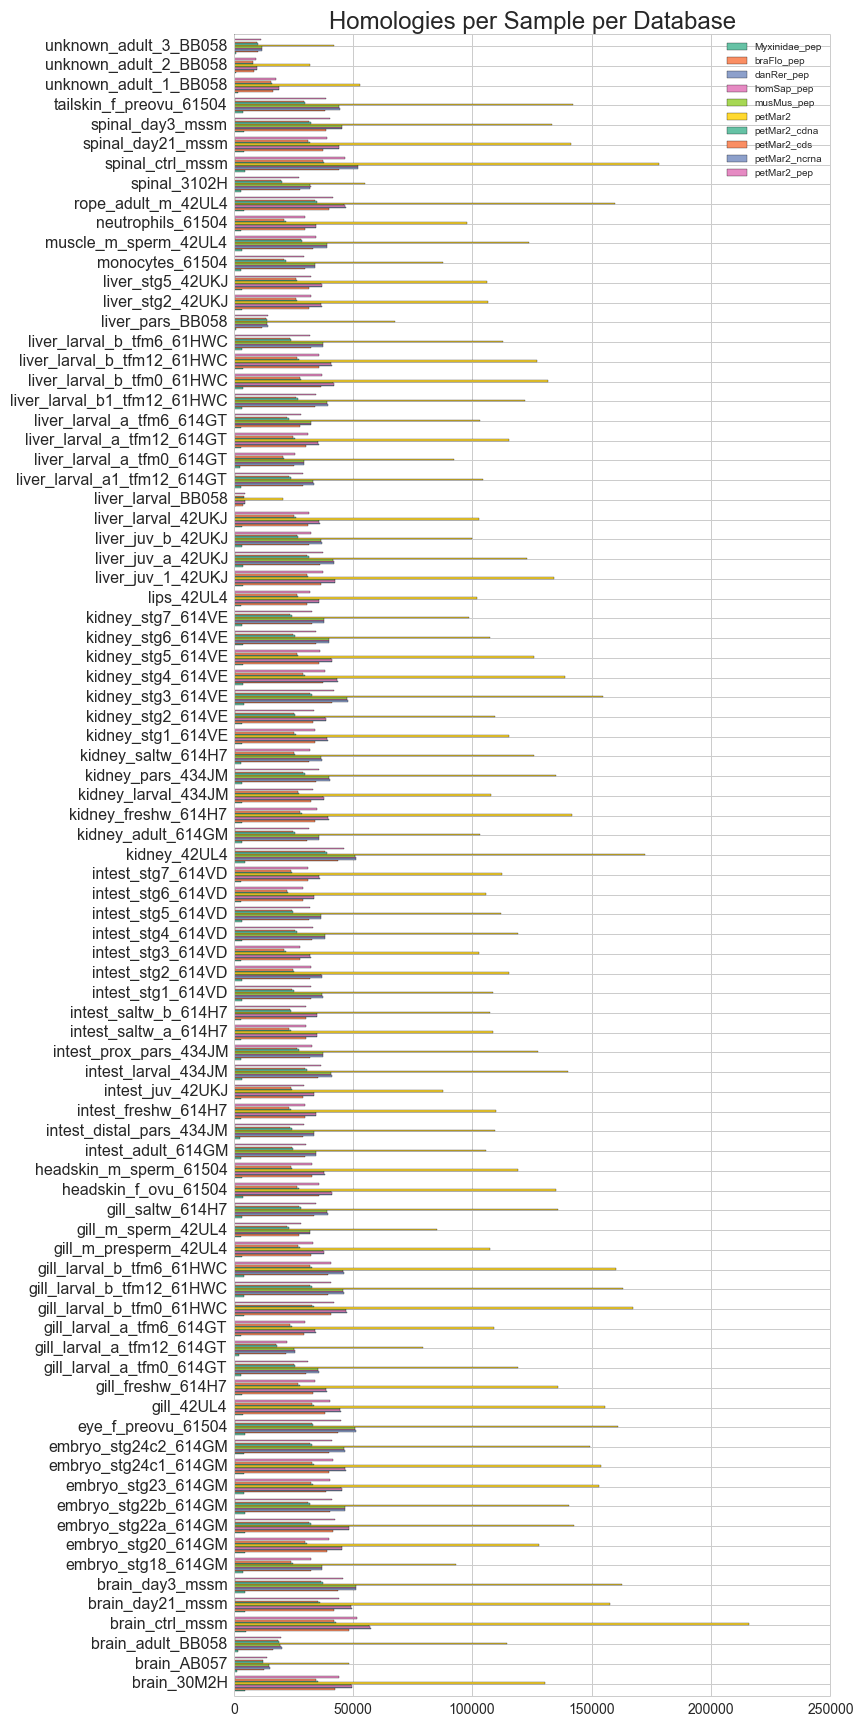 Homologies per Sample per Database
Myxinidae_pep
braFlo_pep
danRer_pep
homSap_pep
musMus_pep
petMar2
petMar2_cdna
petMar2_cds
petMar2_ncrna
petMar2_pep
unknown_adult_3_BB058
unknown_adult_2_BB058
unknown_adult_1_BB058
tailskin_f_preovu_61504
spinal_day3_mssm
spinal_day21_mssm
spinal_ctrl_mssm
spinal_3102H
rope_adult_m_42UL4
neutrophils_61504
muscle_m_sperm_42UL4
monocytes_61504
liver_stg5_42UKJ
liver_stg2_42UKJ
liver_pars_BB058
liver_larval_b_tfm6_61HWC
liver_larval_b_tfm12_61HWC
liver_larval_b_tfm0_61HWC
liver_larval_b1_tfm12_61HWC
liver_larval_a_tfm6_614GT
liver_larval_a_tfm12_614GT
liver_larval_a_tfm0_614GT
liver_larval_a1_tfm12_614GT
liver_larval_BB058
liver_larval_42UKJ
liver_juv_b_42UKJ
liver_juv_a_42UKJ
liver_juv_1_42UKJ
lips_42UL4
kidney_stg7_614VE
kidney_stg6_614VE
kidney_stg5_614VE
kidney_stg4_614VE
kidney_stg3_614VE
kidney_stg2_614VE
kidney_stg1_614VE
kidney_saltw_614H7
kidney_pars_434JM
kidney_larval_434JM
kidney_freshw_614H7
kidney_adult_614GM
kidney_42UL4
intest_stg7_614VD
intest_stg6_614VD
intest_stg5_614VD
intest_stg4_614VD
intest_stg3_614VD
intest_stg2_614VD
intest_stg1_614VD
intest_saltw_b_614H7
intest_saltw_a_614H7
intest_prox_pars_434JM
intest_larval_434JM
intest_juv_42UKJ
intest_freshw_614H7
intest_distal_pars_434JM
intest_adult_614GM
headskin_m_sperm_61504
headskin_f_ovu_61504
gill_saltw_614H7
gill_m_sperm_42UL4
gill_m_presperm_42UL4
gill_larval_b_tfm6_61HWC
gill_larval_b_tfm12_61HWC
gill_larval_b_tfm0_61HWC
gill_larval_a_tfm6_614GT
gill_larval_a_tfm12_614GT
gill_larval_a_tfm0_614GT
gill_freshw_614H7
gill_42UL4
eye_f_preovu_61504
embryo_stg24c2_614GM
embryo_stg24c1_614GM
embryo_stg23_614GM
embryo_stg22b_614GM
embryo_stg22a_614GM
embryo_stg20_614GM
embryo_stg18_614GM
brain_day3_mssm
brain_day21_mssm
brain_ctrl_mssm
brain_adult_BB058
brain_AB057
brain_30M2H
0 50000 100000 150000 200000 250000